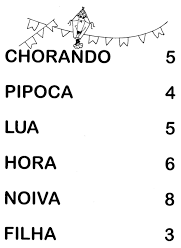 CHORANDO 5
PIPOCA 4
LUA 5
HORA 6
NOIVA 8
FILHA 3